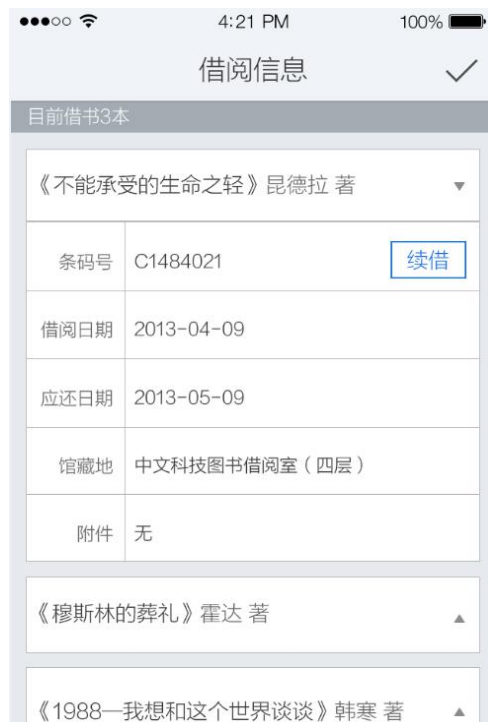 4:21 PM
100%
借阅信息
目前借书3本
《不能承受的生命之轻》昆德拉 著
条码号 C1484021 续借
借阅日期 2013-04-09
应还日期 2013-05-09
馆藏地 中文科技图书借阅室（四层）
附件 无
《穆斯林的葬礼》霍达 著
《1988—我想和这个世界谈谈》韩寒 著